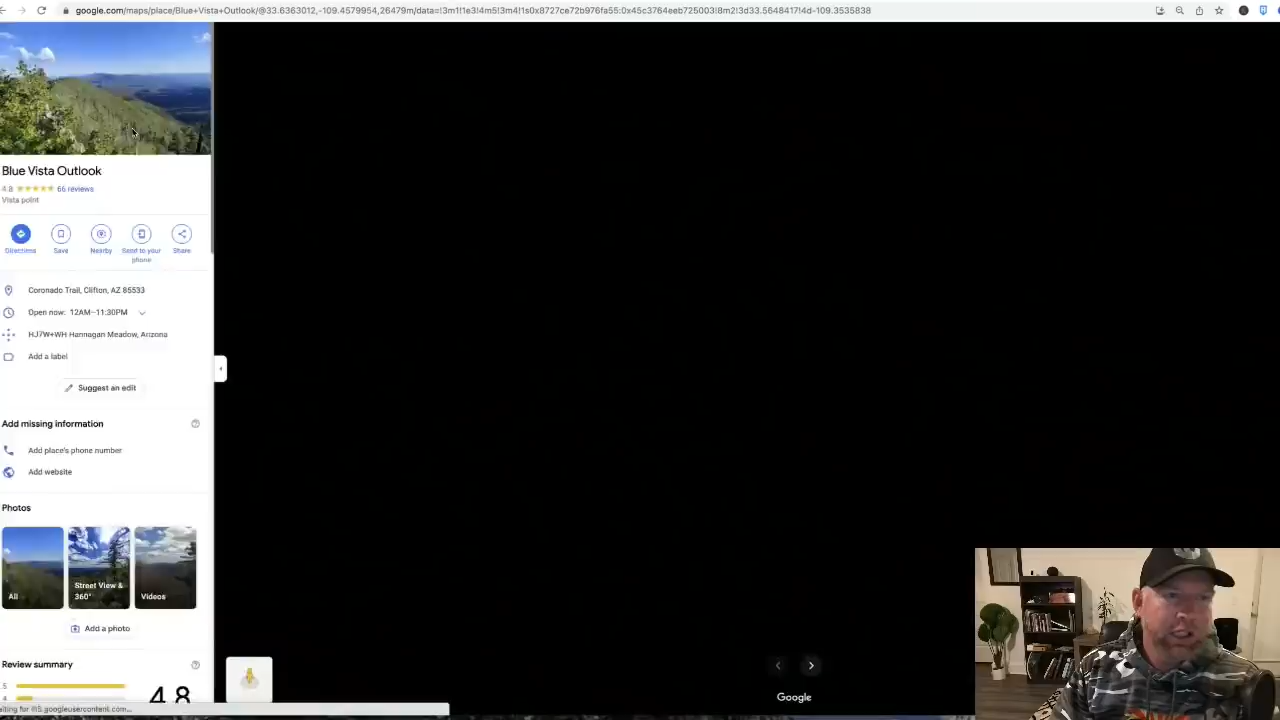 google.com/maps/place/Blue+Vista+Outlook/@33.6363012,-109.4579954,26479m/data=!3m1!1e3!4m5!3m4!1s0x8727ce72b976fa55:0x45c3764eeb725003!8m2!3d33.5648417!4d-109.3535838
Blue Vista Outlook
4.8 66 reviews
Vista point
Directions Save Nearby Send to your phone Share
Coronado Trail, Clifton, AZ 85533
Open now: 12AM–11:30PM
HJ7W+WH Hannagan Meadow, Arizona
Add a label
Suggest an edit
Add missing information
Add place's phone number
Add website
Photos
All
Street View & 360°
Videos
Add a photo
Review summary
5
4
4.8
Google